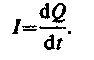 I = dQ/dt.